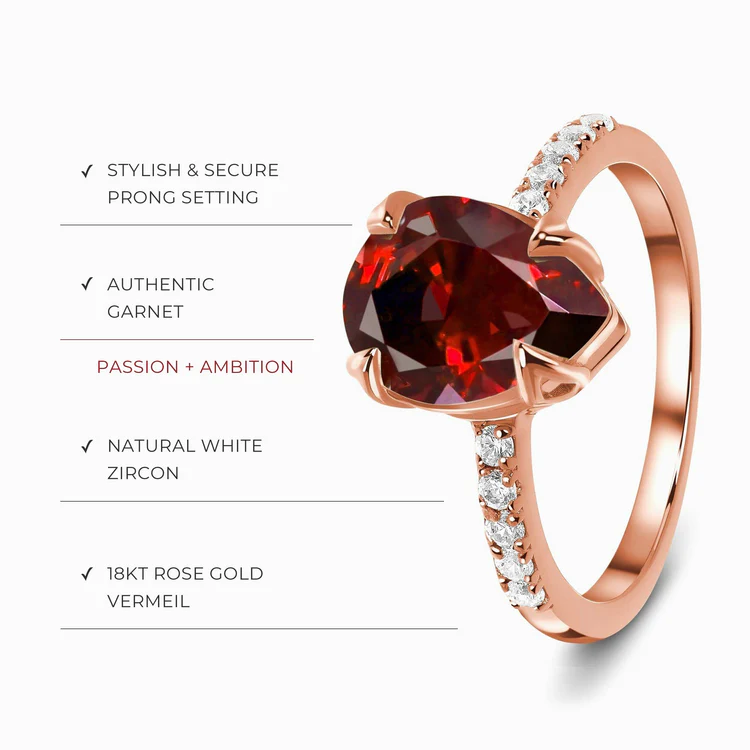 STYLISH & SECURE
PRONG SETTING
AUTHENTIC
GARNET
PASSION + AMBITION
NATURAL WHITE
ZIRCON
18KT ROSE GOLD
VERMEIL